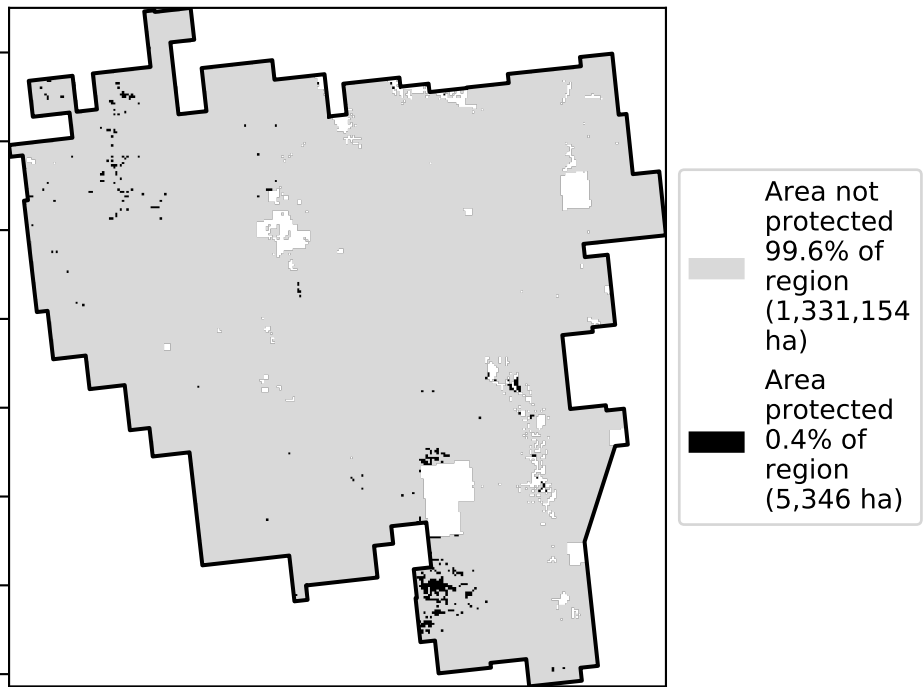 Area not
protected
99.6% of
region
(1,331,154
ha)
Area
protected
0.4% of
region
(5,346 ha)